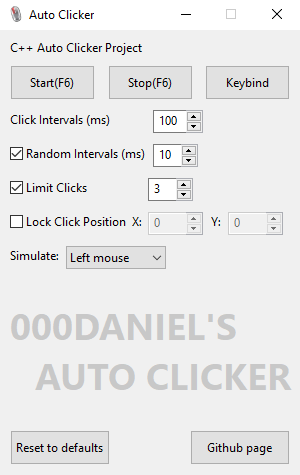 Auto Clicker
C++ Auto Clicker Project
Start(F6) Stop(F6) Keybind
Click Intervals (ms) 100
Random Intervals (ms) 10
Limit Clicks 3
Lock Click Position X: 0 Y: 0
Simulate: Left mouse
000DANIEL'S
AUTO CLICKER
Reset to defaults Github page